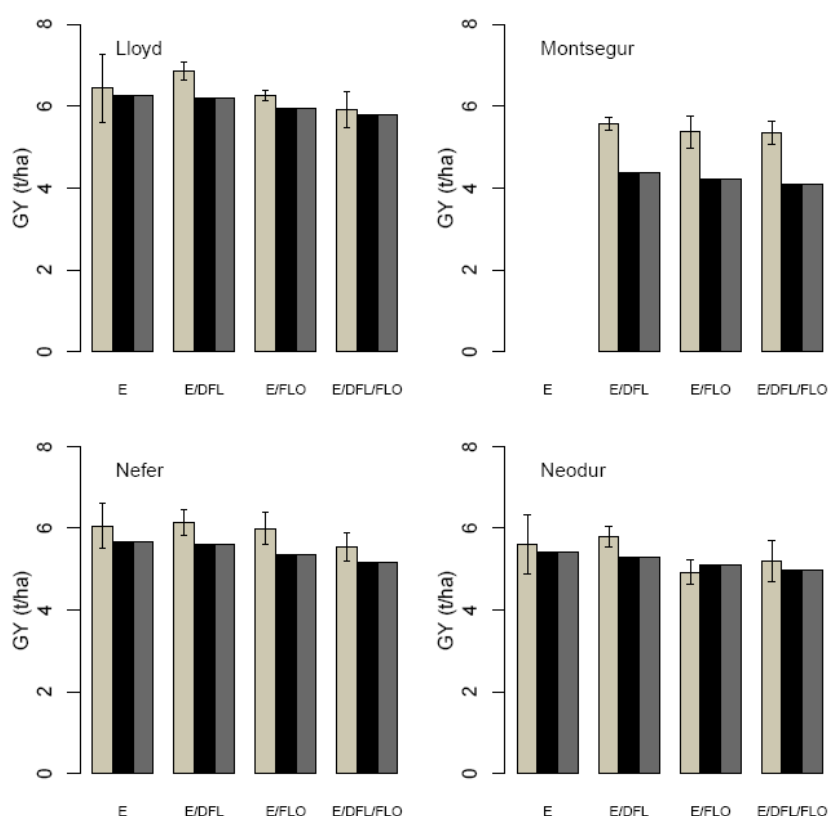 Lloyd
GY (t/ha)
0 2 4 6 8
E E/DFL E/FLO E/DFL/FLO
Montsegur
GY (t/ha)
0 2 4 6 8
E E/DFL E/FLO E/DFL/FLO
Nefer
GY (t/ha)
0 2 4 6 8
E E/DFL E/FLO E/DFL/FLO
Neodur
GY (t/ha)
0 2 4 6 8
E E/DFL E/FLO E/DFL/FLO